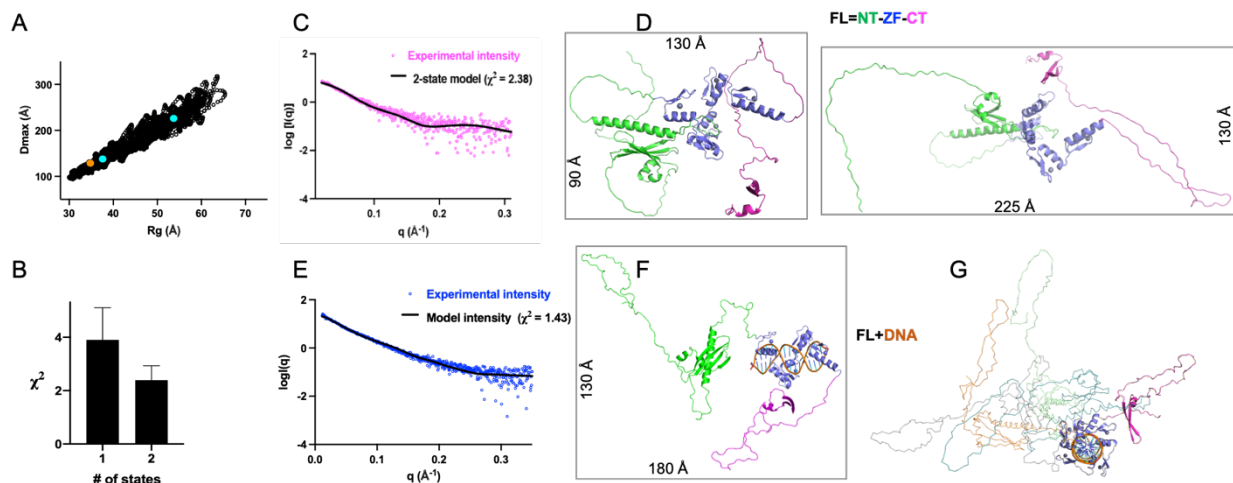 A
Dmax (Å)
300
200
100
30 40 50 60 70
Rg (Å)
B
χ²
4
2
0
1 2
# of states
C
log [I(q)]
2
0
-2
-4
Experimental intensity
2-state model (χ² = 2.38)
0.1 0.2 0.3
q (Å⁻¹)
D
FL=NT-ZF-CT
130 Å
90 Å
130 Å
225 Å
E
logI(q)
2
0
-2
-4
Experimental intensity
Model intensity (χ² = 1.43)
0.0 0.1 0.2 0.3
q (Å⁻¹)
F
130 Å
180 Å
G
FL+DNA